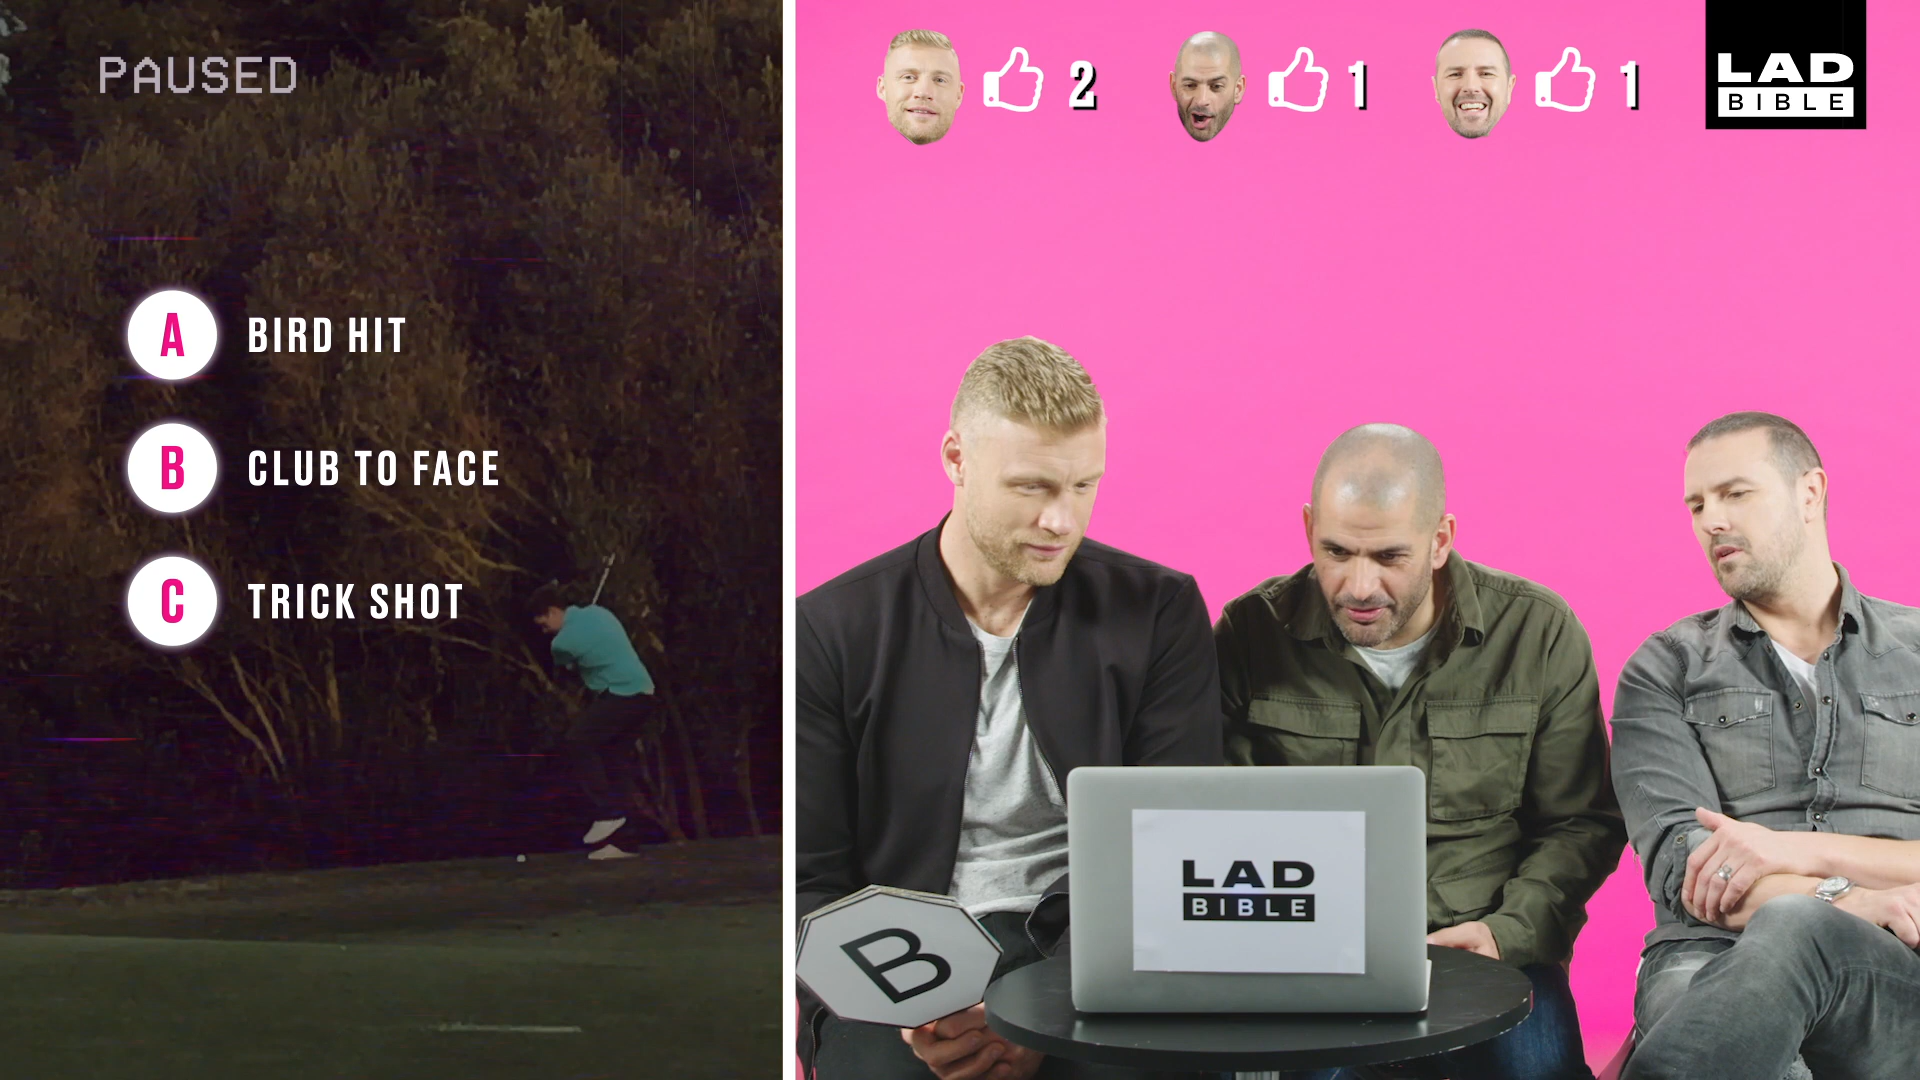 PAUSED
A BIRD HIT
B CLUB TO FACE
C TRICK SHOT
2
1
1
LAD
BIBLE
LAD
BIBLE
B